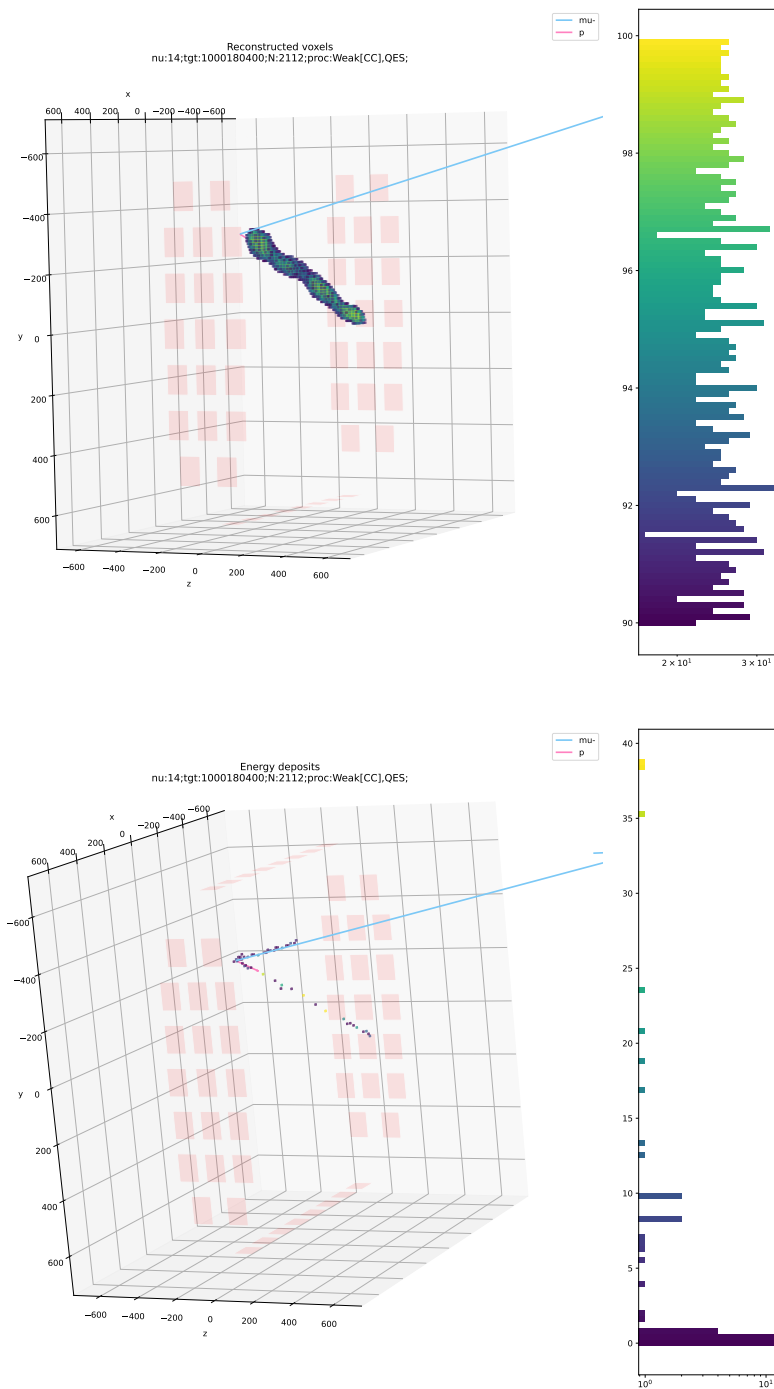 mu-
p
Reconstructed voxels
nu:14;tgt:1000180400;N:2112;proc:Weak[CC],QES;
x
600 400 200 0 −200 −400 −600
−600
−400
−200
y 0
200
400
600
−600 −400 −200 0 200 400 600
z
100
98
96
94
92
90
2 × 10¹ 3 × 10¹
mu-
p
Energy deposits
nu:14;tgt:1000180400;N:2112;proc:Weak[CC],QES;
x
600 400 200 0 −200 −400 −600
−600
−400
−200
y 0
200
400
600
−600 −400 −200 0 200 400 600
z
40
35
30
25
20
15
10
5
0
10⁰ 10¹